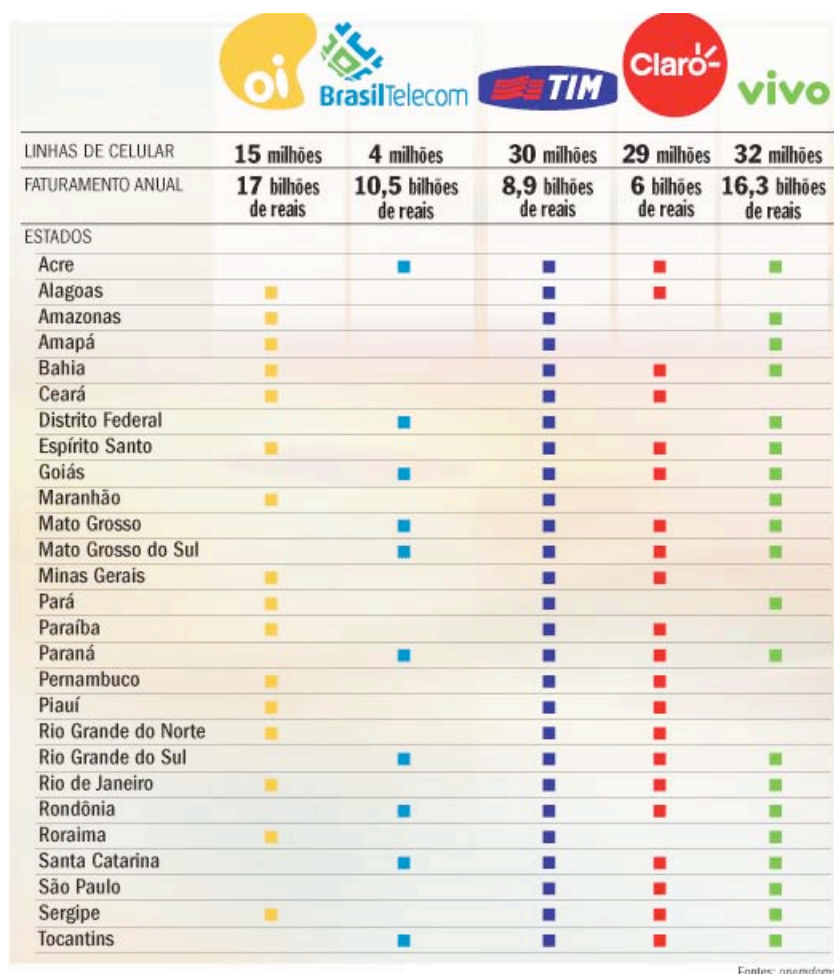 oi BrasilTelecom TIM Claro vivo
LINHAS DE CELULAR 15 milhões 4 milhões 30 milhões 29 milhões 32 milhões
FATURAMENTO ANUAL 17 bilhões de reais 10,5 bilhões de reais 8,9 bilhões de reais 6 bilhões de reais 16,3 bilhões de reais
ESTADOS
Acre
Alagoas
Amazonas
Amapá
Bahia
Ceará
Distrito Federal
Espírito Santo
Goiás
Maranhão
Mato Grosso
Mato Grosso do Sul
Minas Gerais
Pará
Paraíba
Paraná
Pernambuco
Piauí
Rio Grande do Norte
Rio Grande do Sul
Rio de Janeiro
Rondônia
Roraima
Santa Catarina
São Paulo
Sergipe
Tocantins
Fontes: operadoras